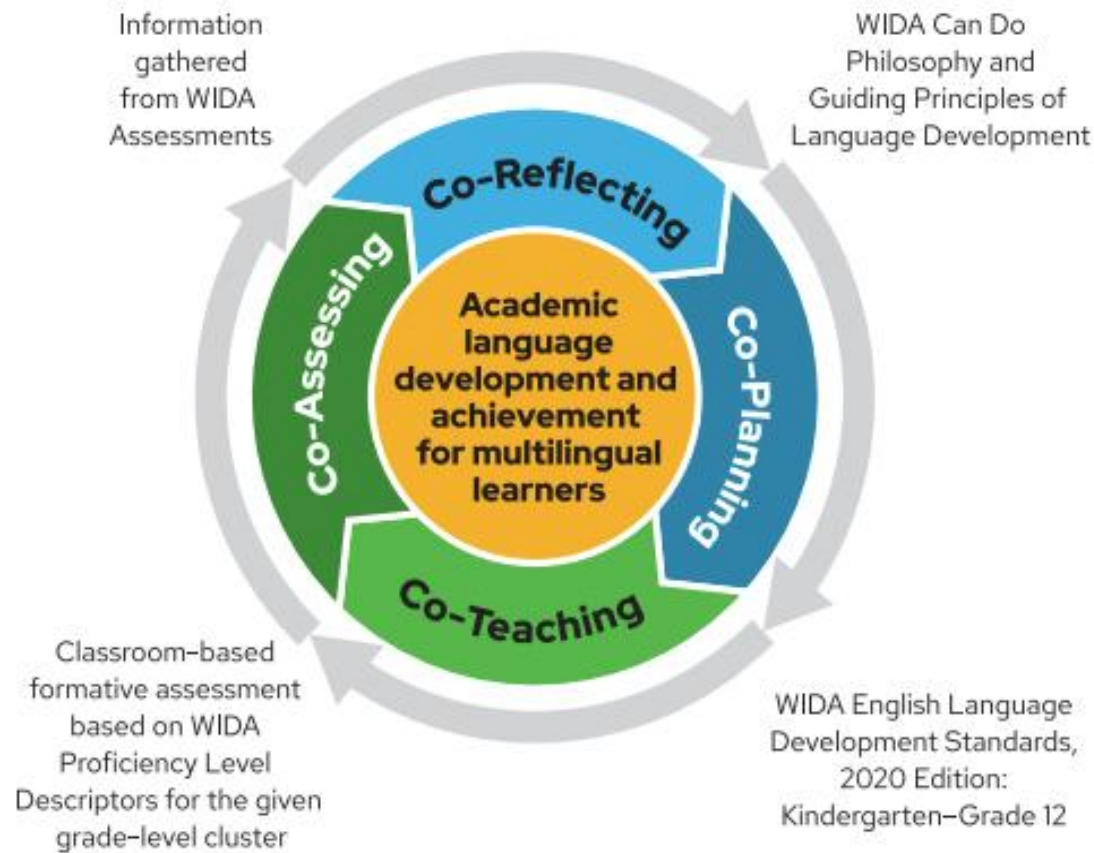 Information
gathered
from WIDA
Assessments
WIDA Can Do
Philosophy and
Guiding Principles of
Language Development
Co-Reflecting
Co-Planning
Co-Teaching
Co-Assessing
Academic
language
development and
achievement
for multilingual
learners
WIDA English Language
Development Standards,
2020 Edition:
Kindergarten–Grade 12
Classroom–based
formative assessment
based on WIDA
Proficiency Level
Descriptors for the given
grade–level cluster